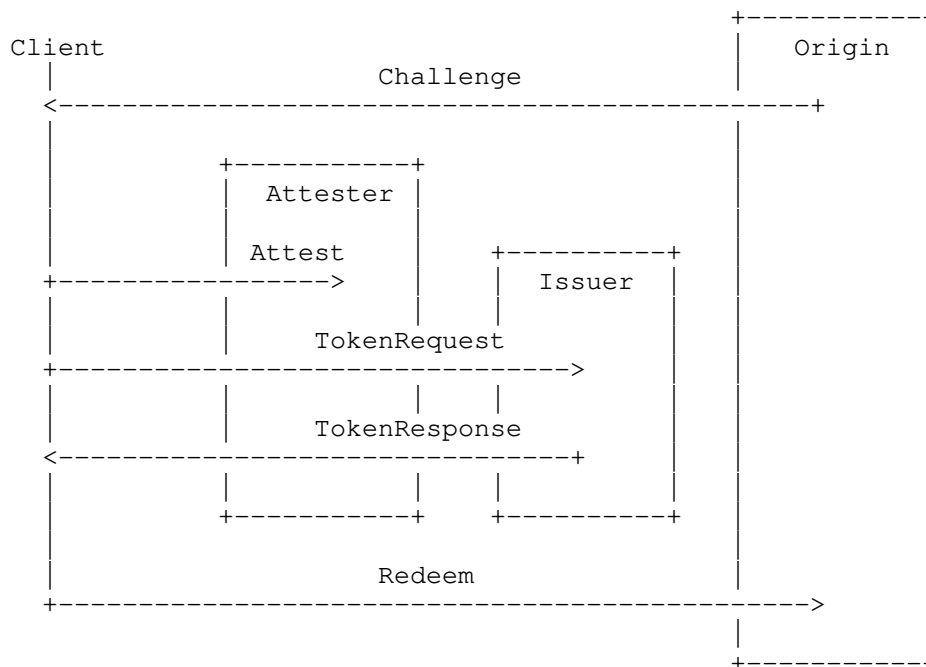 Client Origin
Challenge
Attester
Attest
Issuer
TokenRequest
TokenResponse
Redeem